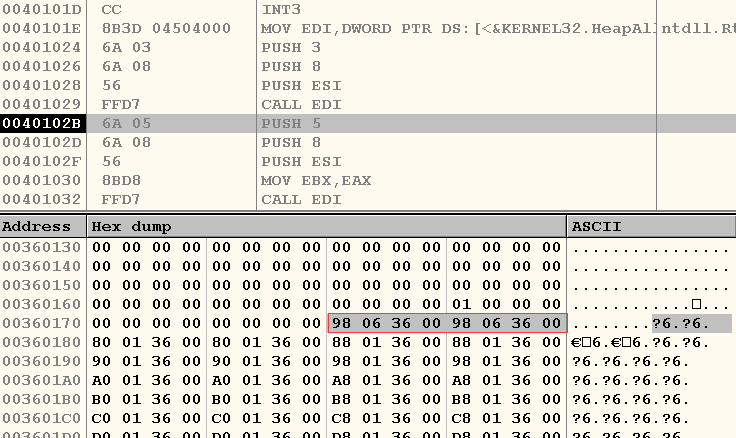 0040101D CC INT3
0040101E 8B3D 04504000 MOV EDI,DWORD PTR DS:[<&KERNEL32.HeapAl ntdll.Rt
00401024 6A 03 PUSH 3
00401026 6A 08 PUSH 8
00401028 56 PUSH ESI
00401029 FFD7 CALL EDI
0040102B 6A 05 PUSH 5
0040102D 6A 08 PUSH 8
0040102F 56 PUSH ESI
00401030 8BD8 MOV EBX,EAX
00401032 FFD7 CALL EDI
Address Hex dump ASCII
00360130 00 00 00 00 00 00 00 00 00 00 00 00 00 00 00 00 ................
00360140 00 00 00 00 00 00 00 00 00 00 00 00 00 00 00 00 ................
00360150 00 00 00 00 00 00 00 00 00 00 00 00 00 00 00 00 ................
00360160 00 00 00 00 00 00 00 00 00 00 00 00 01 00 00 00 ............□...
00360170 00 00 00 00 00 00 00 00 98 06 36 00 98 06 36 00 ........?6.?6.
00360180 80 01 36 00 80 01 36 00 88 01 36 00 88 01 36 00 €□6.€□6.?6.?6.
00360190 90 01 36 00 90 01 36 00 98 01 36 00 98 01 36 00 ?6.?6.?6.?6.
003601A0 A0 01 36 00 A0 01 36 00 A8 01 36 00 A8 01 36 00 ?6.?6.?6.?6.
003601B0 B0 01 36 00 B0 01 36 00 B8 01 36 00 B8 01 36 00 ?6.?6.?6.?6.
003601C0 C0 01 36 00 C0 01 36 00 C8 01 36 00 C8 01 36 00 ?6.?6.?6.?6.
003601D0 D0 01 36 00 D0 01 36 00 D8 01 36 00 D8 01 36 00 ?6.?6.?6.?6.